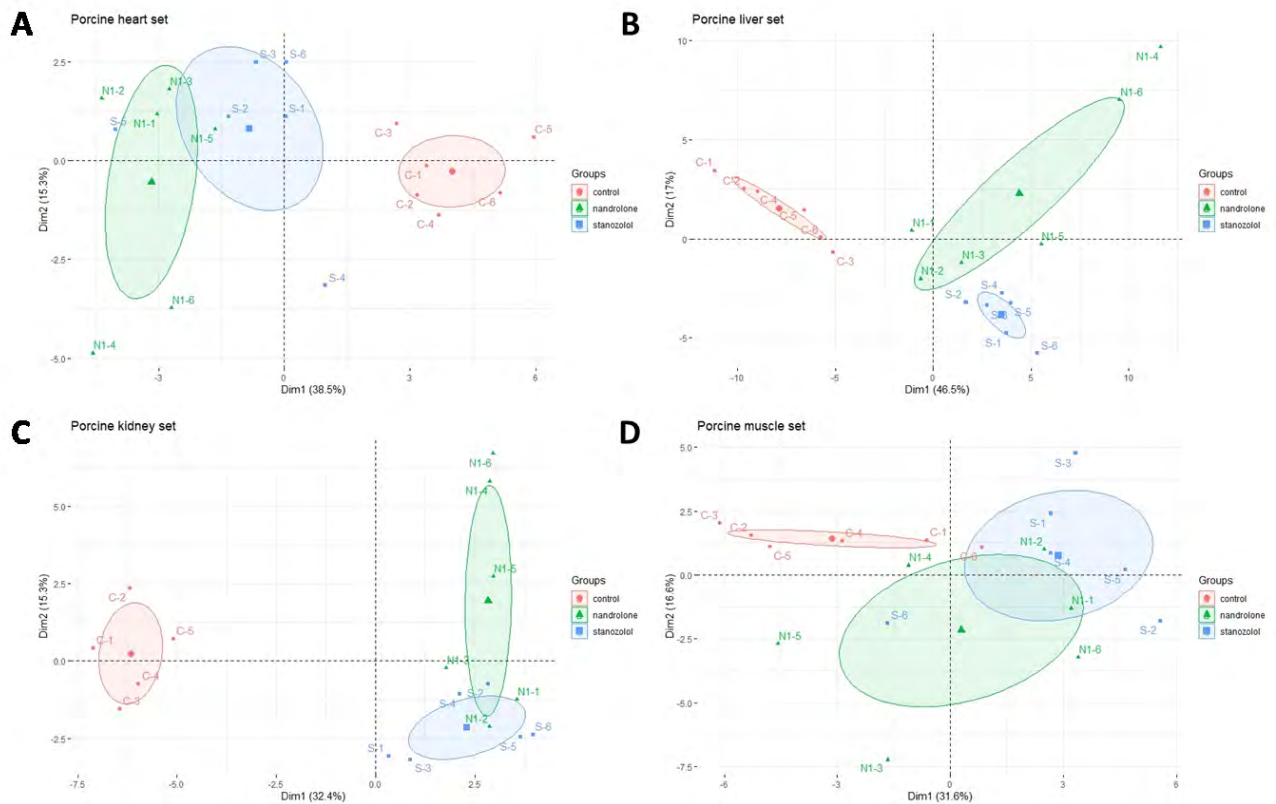 A
Porcine heart set
2.5
0.0
-2.5
-5.0
Dim2 (15.3%)
S-3 S-6
N1-3
N1-2
S-2 S-1
N1-1
S-5
N1-5
C-3 C-5
C-1
C-2 C-6
C-4
S-4
N1-6
N1-4
-3 0 3 6
Dim1 (38.5%)
Groups
control
nandrolone
stanozolol
B
Porcine liver set
10
5
0
-5
Dim2 (17%)
N1-4
N1-6
C-1
C-2
C-4
C-5
C-6
C-3
N1-1
N1-5
N1-3
N1-2
S-4
S-2
S-5
S-1
S-6
-10 -5 0 5 10
Dim1 (46.5%)
Groups
control
nandrolone
stanozolol
C
Porcine kidney set
5.0
2.5
0.0
-2.5
Dim2 (15.3%)
N1-6
N1-4
N1-5
C-2
C-5
C-1
C-4
C-3
N1-3
S-2
N1-1
S-4
N1-2
S-6
S-5
S-1
S-3
-7.5 -5.0 -2.5 0.0 2.5
Dim1 (32.4%)
Groups
control
nandrolone
stanozolol
D
Porcine muscle set
5.0
2.5
0.0
-2.5
-5.0
-7.5
Dim2 (16.6%)
S-3
C-3
C-2
C-4 C-1
C-5 C-6
S-1
N1-2
N1-4
S-4
S-5
N1-1
S-6
S-2
N1-5
N1-6
N1-3
-6 -3 0 3 6
Dim1 (31.6%)
Groups
control
nandrolone
stanozolol